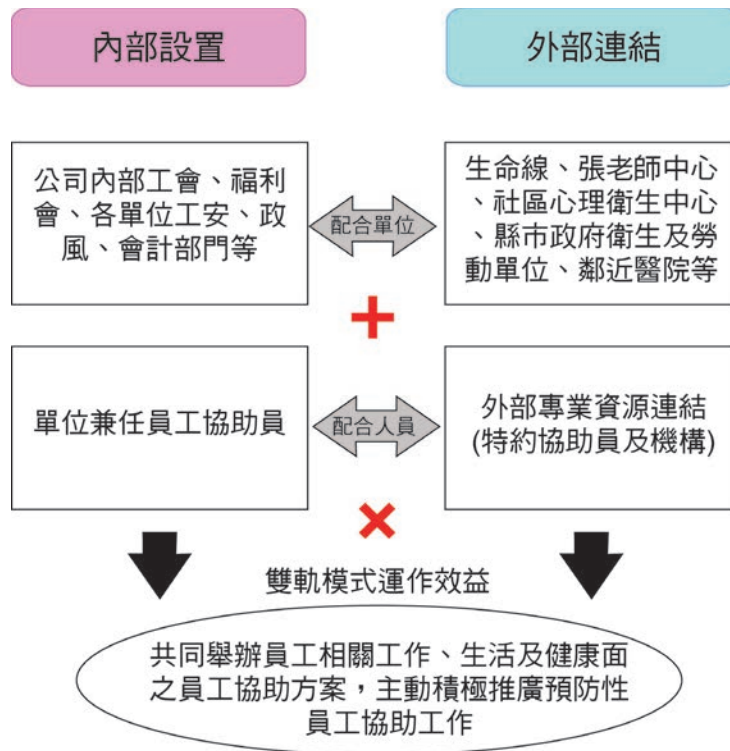 內部設置
外部連結
公司內部工會、福利
會、各單位工安、政
風、會計部門等
配合單位
生命線、張老師中心
、社區心理衛生中心
、縣市政府衛生及勞
動單位、鄰近醫院等
+
單位兼任員工協助員
配合人員
外部專業資源連結
(特約協助員及機構)
×
雙軌模式運作效益
共同舉辦員工相關工作、生活及健康面
之員工協助方案，主動積極推廣預防性
員工協助工作